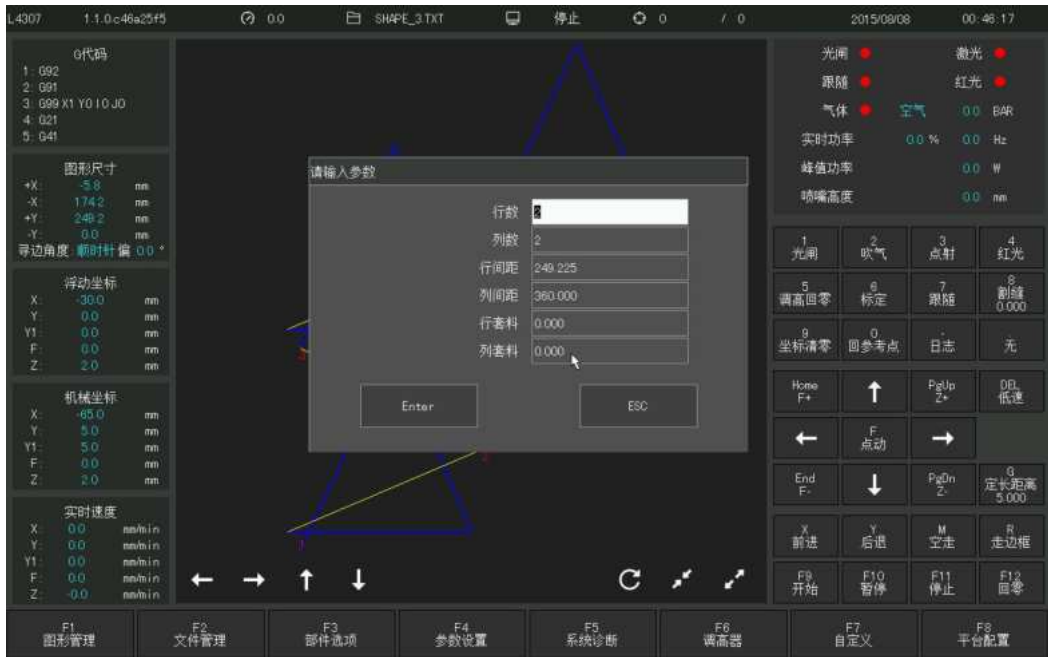 L4307 1.1.0.c46a25f5 0.0 SHAPE_3.TXT 停止 0 / 0 2015/08/08 00:46:17
G代码
1: G92
2: G91
3: G99 X1 Y0 I0 J0
4: G21
5: G41
图形尺寸
+X: -5.8 mm
-X: 174.2 mm
+Y: 249.2 mm
-Y: 0.0 mm
寻边角度: 顺时针偏 0.0 °
浮动坐标
X: -30.0 mm
Y: 0.0 mm
Y1: 0.0 mm
F: 0.0 mm
Z: 2.0 mm
机械坐标
X: -65.0 mm
Y: 5.0 mm
Y1: 5.0 mm
F: 0.0 mm
Z: 2.0 mm
实时速度
X: 0.0 mm/min
Y: 0.0 mm/min
Y1: 0.0 mm/min
F: 0.0 mm/min
Z: -0.0 mm/min
请输入参数
行数 2
列数 2
行间距 249.225
列间距 360.000
行套料 0.000
列套料 0.000
Enter ESC
3
2
1
光闸 激光
跟随 红光
气体 空气 0.0 BAR
实时功率 0.0 % 0.0 Hz
峰值功率 0.0 W
喷嘴高度 0.0 mm
1 2 3 4
光闸 吹气 点射 红光
5 6 7 8
调高回零 标定 跟随 割缝
0.000
9 0 . 
坐标清零 回参考点 日志 无
Home ↑ PgUp DEL
F+ Z+ 低速
← F →
点动
End ↓ PgDn G
F- Z- 定长距离
5.000
X Y M R
前进 后退 空走 走边框
F9 F10 F11 F12
开始 暂停 停止 回零
← → ↑ ↓
F1 F2 F3 F4 F5 F6 F7 F8
图形管理 文件管理 部件选项 参数设置 系统诊断 调高器 自定义 平台配置